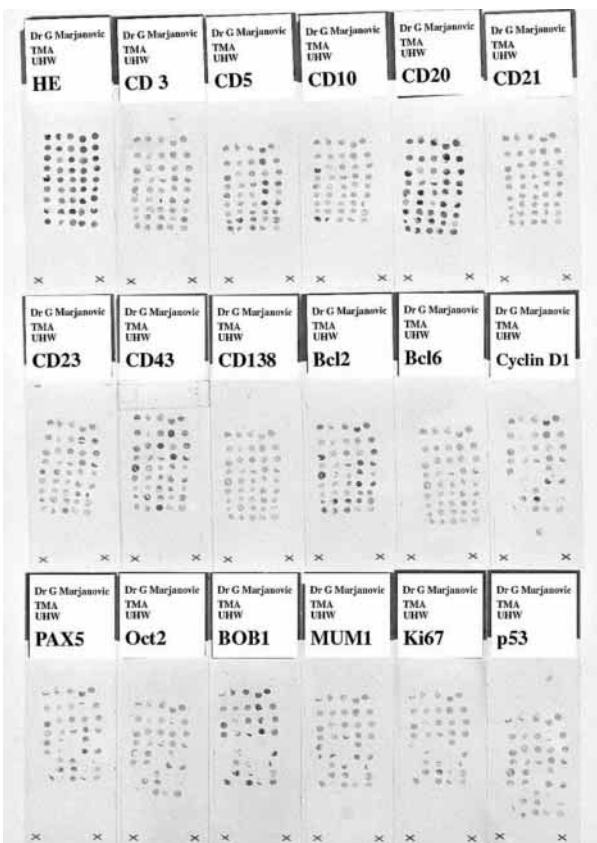 Dr G Marjanovic
TMA
UHW
HE
Dr G Marjanovic
TMA
UHW
CD 3
Dr G Marjanovic
TMA
UHW
CD5
Dr G Marjanovic
TMA
UHW
CD10
Dr G Marjanovic
TMA
UHW
CD20
Dr G Marjanovic
TMA
UHW
CD21
X X
X X
X X
X X
X X
X X
Dr G Marjanovic
TMA
UHW
CD23
Dr G Marjanovic
TMA
UHW
CD43
Dr G Marjanovic
TMA
UHW
CD138
Dr G Marjanovic
TMA
UHW
Bcl2
Dr G Marjanovic
TMA
UHW
Bcl6
Dr G Marjanovic
TMA
UHW
Cyclin D1
X X
X X
X X
X X
X X
X X
Dr G Marjanovic
TMA
UHW
PAX5
Dr G Marjanovic
TMA
UHW
Oct2
Dr G Marjanovic
TMA
UHW
BOB1
Dr G Marjanovic
TMA
UHW
MUM1
Dr G Marjanovic
TMA
UHW
Ki67
Dr G Marjanovic
TMA
UHW
p53
X X
X X
X X
X X
X X
X X